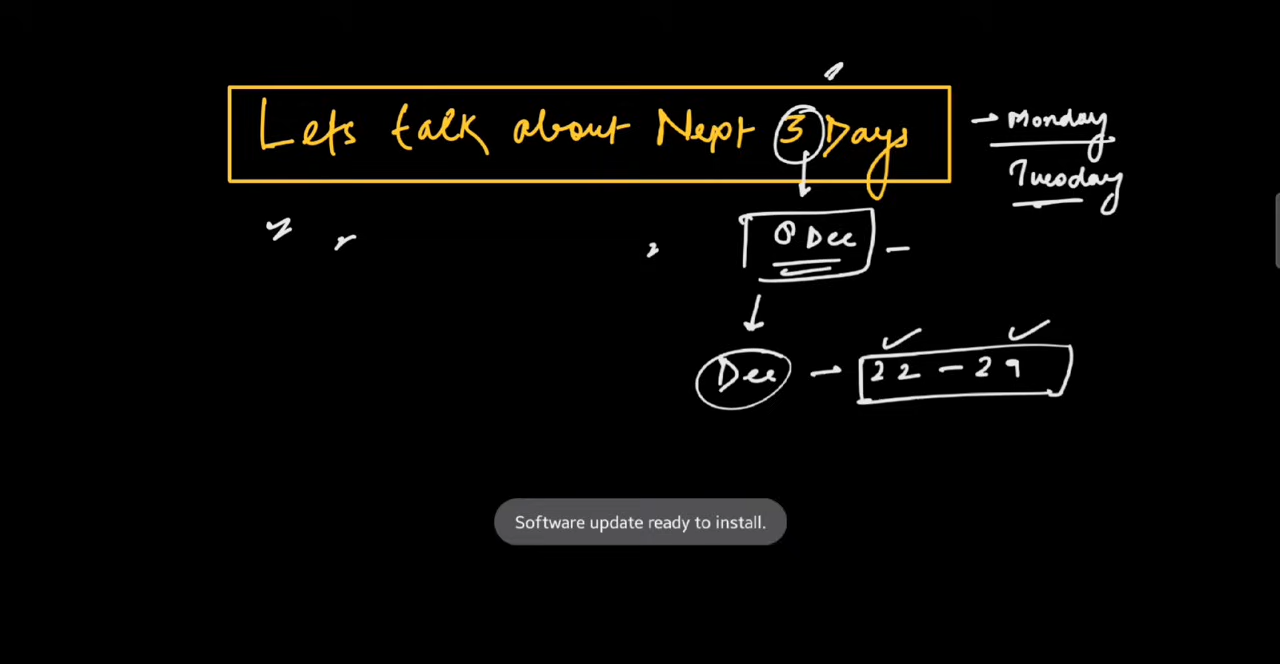 Lets talk about Next 3 Days
→ Monday
Tuesday
8 Dec -
Dec → 22 - 29
Software update ready to install.